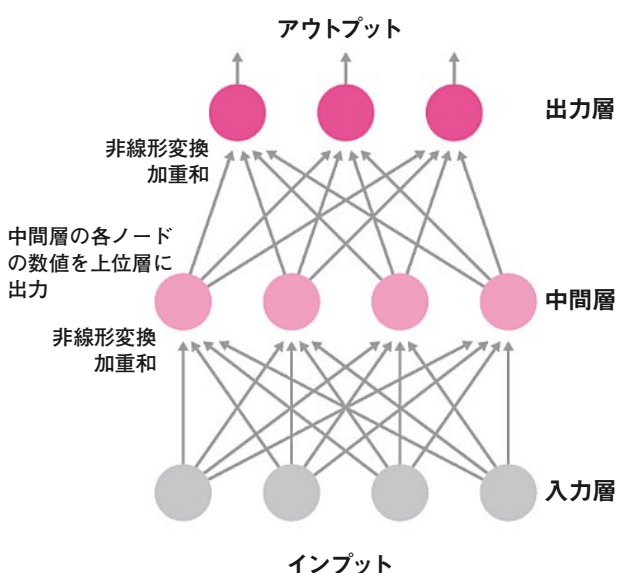 アウトプット
出力層
非線形変換
加重和
中間層の各ノード
の数値を上位層に
出力
中間層
非線形変換
加重和
入力層
インプット